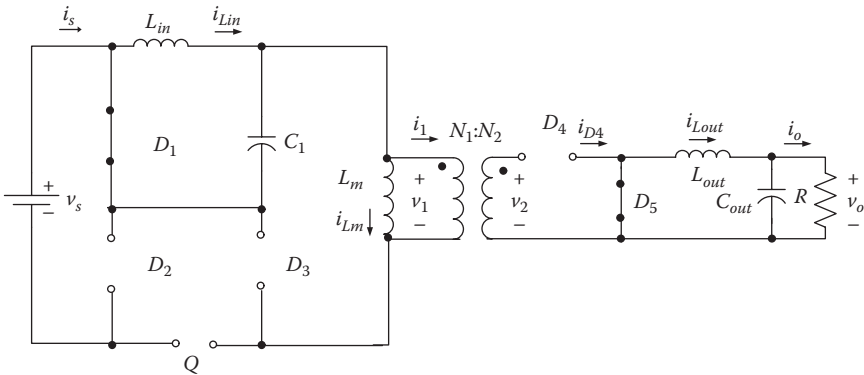 i_s L_in i_Lin
D_1 C_1
i_1 N_1:N_2 D_4 i_D4 i_Lout i_o
L_m + v_1 − + v_2 − L_out
+ v_s − i_Lm D_5 C_out R + v_o −
D_2 D_3
Q